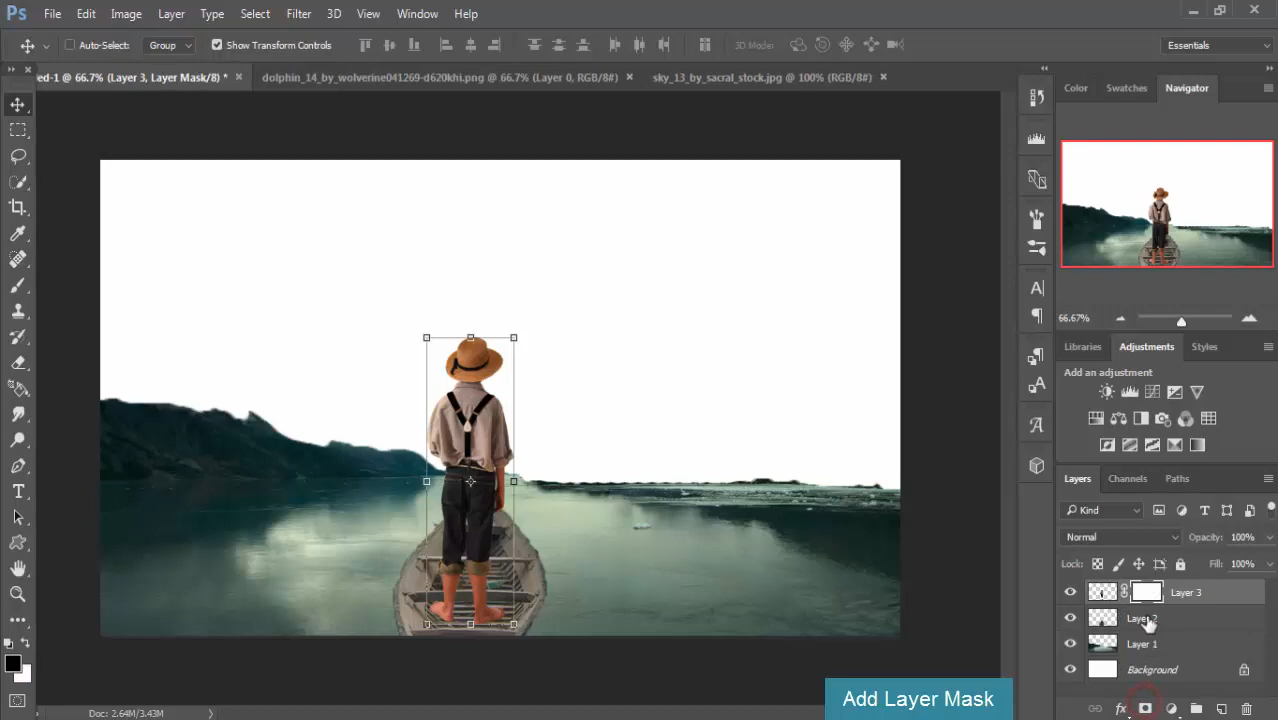 Ps File Edit Image Layer Type Select Filter 3D View Window Help
Auto-Select: Group Show Transform Controls 3D Mode: Essentials
ed-1 @ 66.7% (Layer 3, Layer Mask/8) * × dolphin_14_by_wolverine041269-d620khi.png @ 66.7% (Layer 0, RGB/8#) × sky_13_by_sacral_stock.jpg @ 100% (RGB/8#) ×
Color Swatches Navigator
66.67%
Libraries Adjustments Styles
Add an adjustment
Layers Channels Paths
Kind
Normal Opacity: 100%
Lock: Fill: 100%
Layer 3
Layer 2
Layer 1
Background
Add Layer Mask
fx
Doc: 2.64M/3.43M